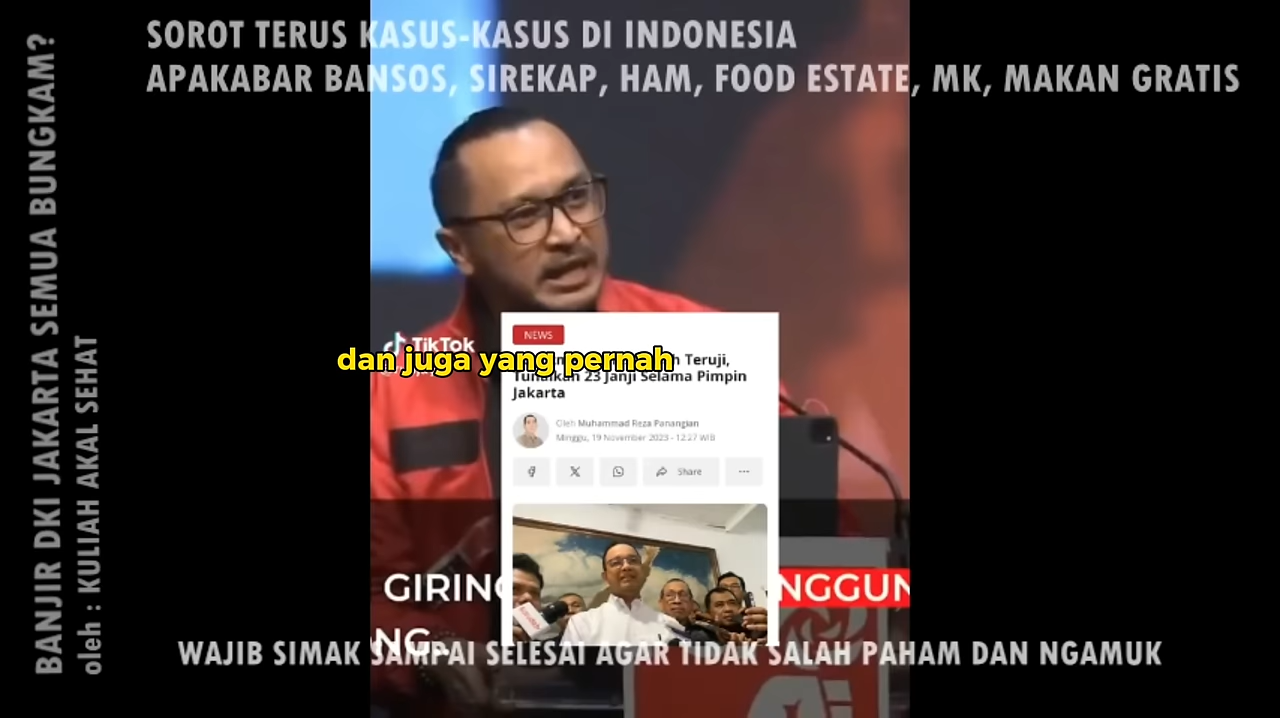 SOROT TERUS KASUS-KASUS DI INDONESIA
APAKABAR BANSOS, SIREKAP, HAM, FOOD ESTATE, MK, MAKAN GRATIS
BANJIR DKI JAKARTA SEMUA BUNGKAM?
oleh : KULIAH AKAL SEHAT
TikTok
dan juga yang pernah
NEWS
Teruji,
Tunaikan 23 Janji Selama Pimpin
Jakarta
Oleh Muhammad Reza Panangian
Minggu, 19 November 2023 - 12:27 WIB
Share
GIRING
NGGUN
NG.
WAJIB SIMAK SAMPAI SELESAI AGAR TIDAK SALAH PAHAM DAN NGAMUK